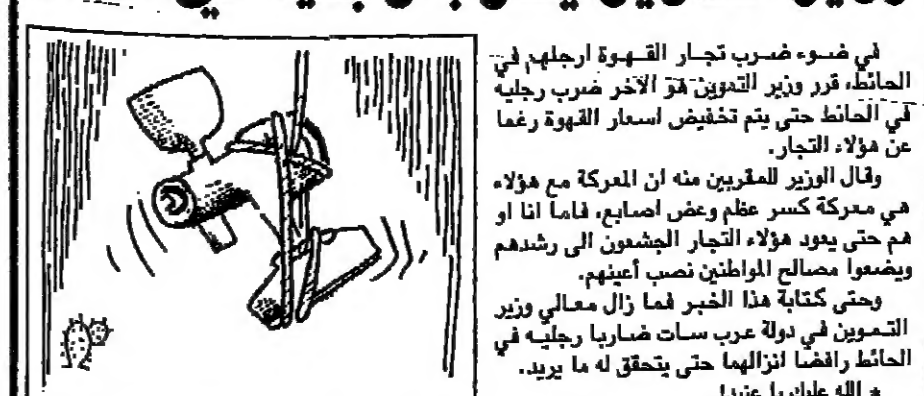 في ضوء ضرب تجار القهوة ارجلهم في
الحائط، قرر وزير التموين هو الآخر ضرب رجليه
في الحائط حتى يتم تخفيض اسعار القهوة رغما
عن هؤلاء التجار.
وقال الوزير للمقربين منه ان المعركة مع هؤلاء
هي معركة كسر عظم وعض اصابع، فاما انا او
هم حتى يعود هؤلاء التجار الجشعون الى رشدهم
ويضعوا مصالح المواطنين نصب أعينهم.
وحتى كتابة هذا الخبر فما زال معالي وزير
التموين في دولة عرب سات ضاربا رجليه في
الحائط رافضا انزالهما حتى يتحقق له ما يريد..
* الله عليك يا عنيد!